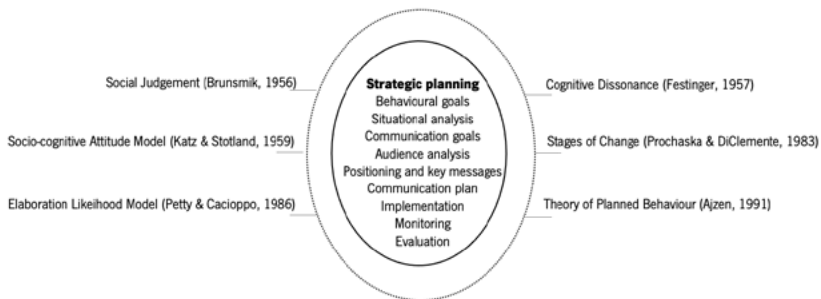 Social Judgement (Brunsmik, 1956)
Socio-cognitive Attitude Model (Katz & Stotland, 1959)
Elaboration Likeihood Model (Petty & Cacioppo, 1986)
Strategic planning
Behavioural goals
Situational analysis
Communication goals
Audience analysis
Positioning and key messages
Communication plan
Implementation
Monitoring
Evaluation
Cognitive Dissonance (Festinger, 1957)
Stages of Change (Prochaska & DiClemente, 1983)
Theory of Planned Behaviour (Ajzen, 1991)